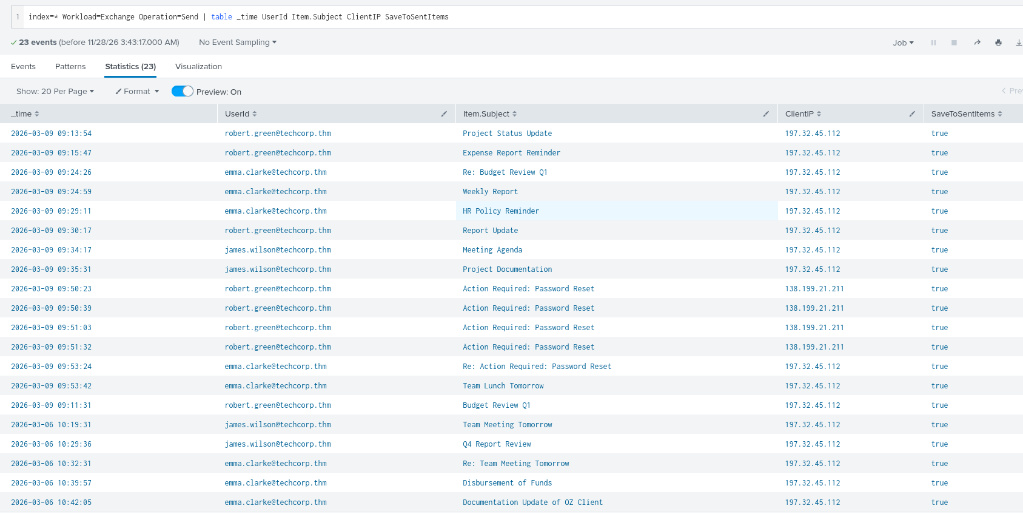 1 index=* Workload=Exchange Operation=Send | table _time UserId Item.Subject ClientIP SaveToSentItems
✓ 23 events (before 11/28/26 3:43:17.000 AM) No Event Sampling Job
Events Patterns Statistics (23) Visualization
Show: 20 Per Page Format Preview: On
_time UserId Item.Subject ClientIP SaveToSentItems
2026-03-09 09:13:54 robert.green@techcorp.thm Project Status Update 197.32.45.112 true
2026-03-09 09:15:47 robert.green@techcorp.thm Expense Report Reminder 197.32.45.112 true
2026-03-09 09:24:26 emma.clarke@techcorp.thm Re: Budget Review Q1 197.32.45.112 true
2026-03-09 09:24:59 emma.clarke@techcorp.thm Weekly Report 197.32.45.112 true
2026-03-09 09:29:11 emma.clarke@techcorp.thm HR Policy Reminder 197.32.45.112 true
2026-03-09 09:30:17 robert.green@techcorp.thm Report Update 197.32.45.112 true
2026-03-09 09:34:17 james.wilson@techcorp.thm Meeting Agenda 197.32.45.112 true
2026-03-09 09:35:31 james.wilson@techcorp.thm Project Documentation 197.32.45.112 true
2026-03-09 09:50:23 robert.green@techcorp.thm Action Required: Password Reset 138.199.21.211 true
2026-03-09 09:50:39 robert.green@techcorp.thm Action Required: Password Reset 138.199.21.211 true
2026-03-09 09:51:03 robert.green@techcorp.thm Action Required: Password Reset 138.199.21.211 true
2026-03-09 09:51:32 robert.green@techcorp.thm Action Required: Password Reset 138.199.21.211 true
2026-03-09 09:53:24 emma.clarke@techcorp.thm Re: Action Required: Password Reset 197.32.45.112 true
2026-03-09 09:53:42 emma.clarke@techcorp.thm Team Lunch Tomorrow 197.32.45.112 true
2026-03-09 09:11:31 robert.green@techcorp.thm Budget Review Q1 197.32.45.112 true
2026-03-06 10:19:31 james.wilson@techcorp.thm Team Meeting Tomorrow 197.32.45.112 true
2026-03-06 10:29:36 james.wilson@techcorp.thm Q4 Report Review 197.32.45.112 true
2026-03-06 10:32:31 emma.clarke@techcorp.thm Re: Team Meeting Tomorrow 197.32.45.112 true
2026-03-06 10:39:57 emma.clarke@techcorp.thm Disbursement of Funds 197.32.45.112 true
2026-03-06 10:42:05 emma.clarke@techcorp.thm Documentation Update of OZ Client 197.32.45.112 true